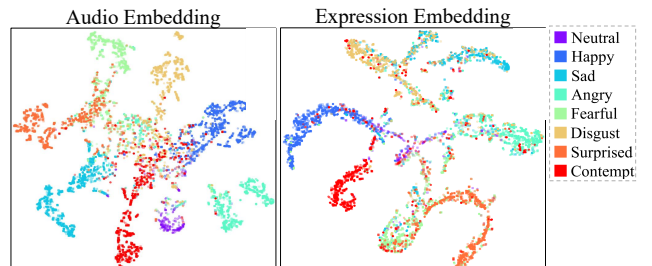 Audio Embedding
Expression Embedding
Neutral
Happy
Sad
Angry
Fearful
Disgust
Surprised
Contempt